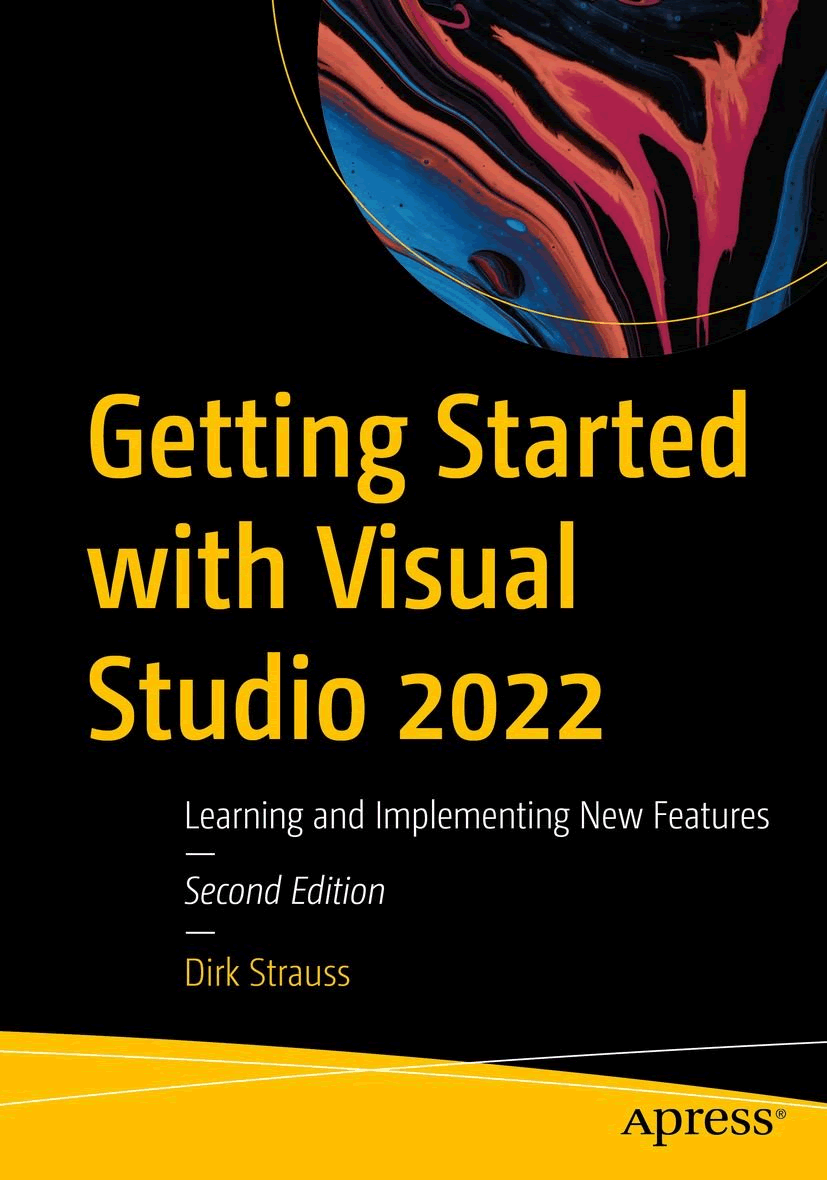 Getting Started
with Visual
Studio 2022
Learning and Implementing New Features
—
Second Edition
—
Dirk Strauss
Apress®